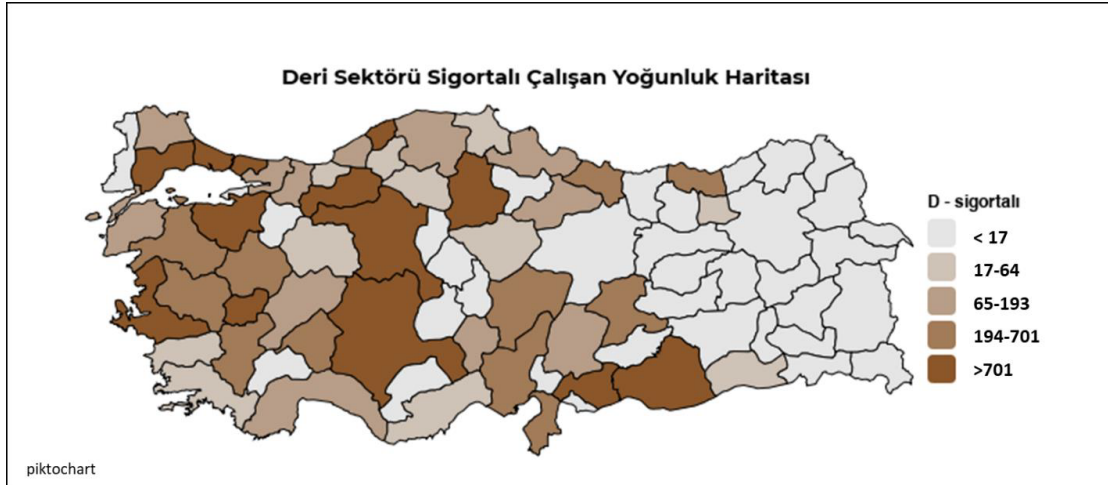 Deri Sektörü Sigortalı Çalışan Yoğunluk Haritası
D - sigortalı
< 17
17-64
65-193
194-701
>701
piktochart